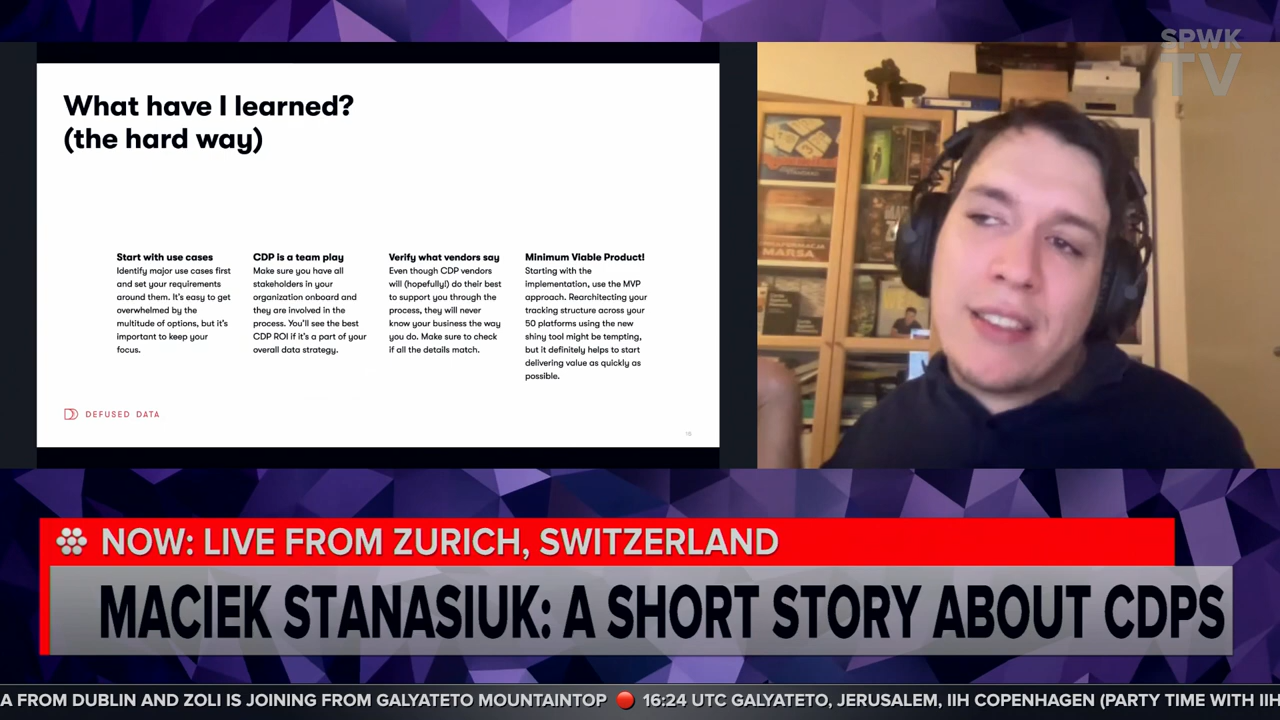 SPWK
TV
What have I learned?
(the hard way)
Start with use cases
Identify major use cases first
and set your requirements
around them. It's easy to get
overwhelmed by the
multitude of options, but it's
important to keep your
focus.
CDP is a team play
Make sure you have all
stakeholders in your
organization onboard and
they are involved in the
process. You'll see the best
CDP ROI if it's a part of your
overall data strategy.
Verify what vendors say
Even though CDP vendors
will (hopefully!) do their best
to support you through the
process, they will never
know your business the way
you do. Make sure to check
if all the details match.
Minimum Viable Product!
Starting with the
implementation, use the MVP
approach. Rearchitecting your
tracking structure across your
50 platforms using the new
shiny tool might be tempting,
but it definitely helps to start
delivering value as quickly as
possible.
DEFUSED DATA
MARSA
NOW: LIVE FROM ZURICH, SWITZERLAND
MACIEK STANASIUK: A SHORT STORY ABOUT CDPS
A FROM DUBLIN AND ZOLI IS JOINING FROM GALYATETO MOUNTAINTOP 🔴 16:24 UTC GALYATETO, JERUSALEM, IIH COPENHAGEN (PARTY TIME WITH IIH